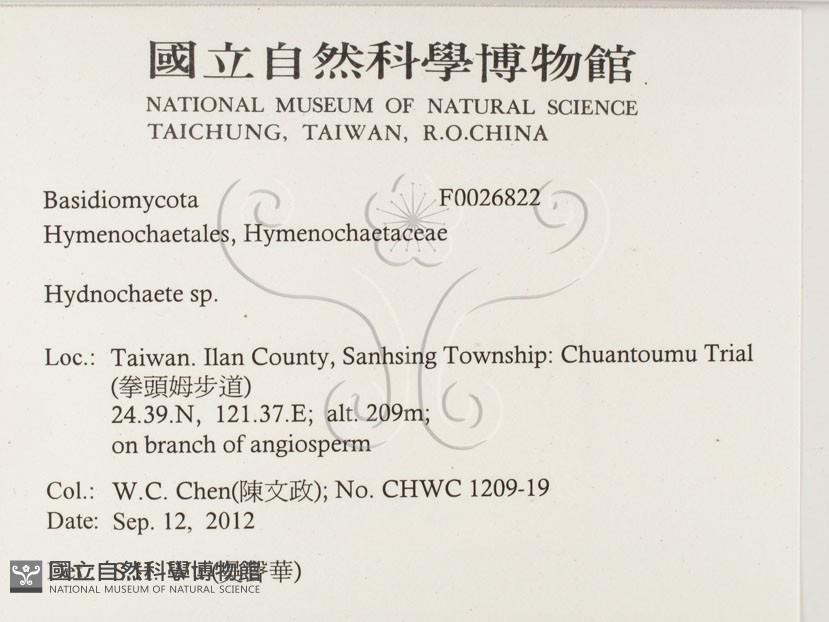 國立自然科學博物館
NATIONAL MUSEUM OF NATURAL SCIENCE
TAICHUNG, TAIWAN, R.O.CHINA
Basidiomycota F0026822
Hymenochaetales, Hymenochaetaceae
Hydnochaete sp.
Loc.: Taiwan. Ilan County, Sanhsing Township: Chuantoumu Trial
(拳頭姆步道)
24.39.N, 121.37.E; alt. 209m;
on branch of angiosperm
Col.: W.C. Chen(陳文政); No. CHWC 1209-19
Date: Sep. 12, 2012
華)
國立自然科學博物館
NATIONAL MUSEUM OF NATURAL SCIENCE